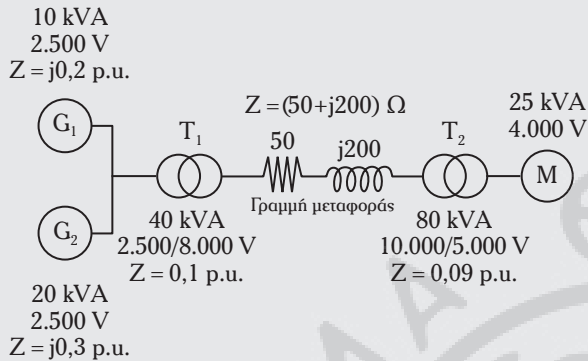 10 kVA
2.500 V
Z = j0,2 p.u.
G1
T1
Z = (50+j200) Ω
50
j200
Γραμμή μεταφοράς
T2
25 kVA
4.000 V
M
G2
40 kVA
2.500/8.000 V
Z = 0,1 p.u.
80 kVA
10.000/5.000 V
Z = 0,09 p.u.
20 kVA
2.500 V
Z = j0,3 p.u.